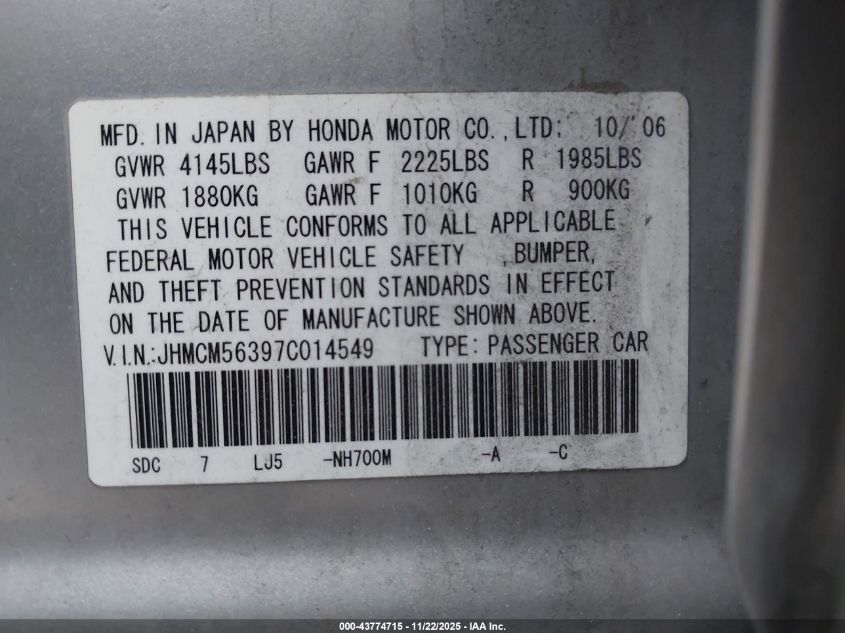 MFD. IN JAPAN BY HONDA MOTOR CO., LTD: 10/'06
GVWR 4145LBS GAWR F 2225LBS R 1985LBS
GVWR 1880KG GAWR F 1010KG R 900KG
THIS VEHICLE CONFORMS TO ALL APPLICABLE
FEDERAL MOTOR VEHICLE SAFETY , BUMPER,
AND THEFT PREVENTION STANDARDS IN EFFECT
ON THE DATE OF MANUFACTURE SHOWN ABOVE.
V.I.N.:JHMCM56397C014549 TYPE: PASSENGER CAR
SDC 7 LJ5 -NH700M -A -C
000-43774715 - 11/22/2025 - IAA Inc.